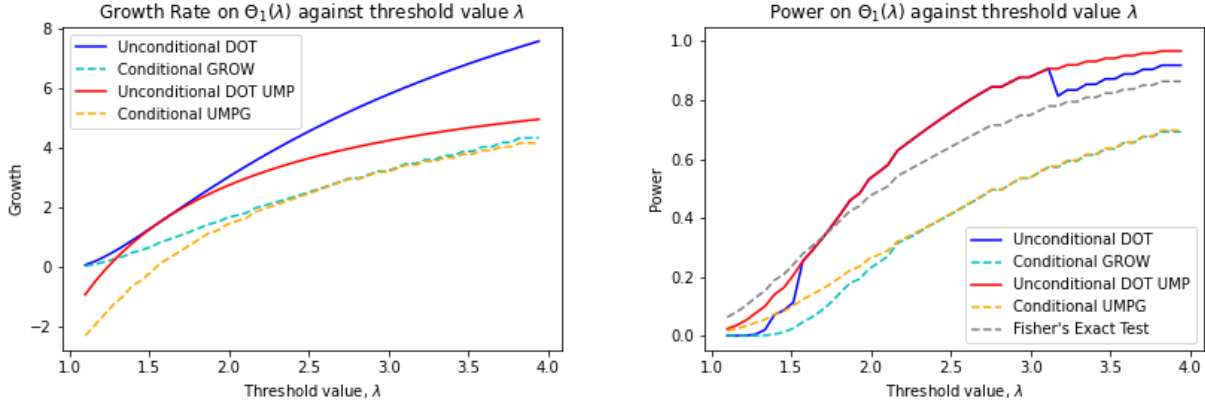 Growth Rate on Θ₁(λ) against threshold value λ
8
6
4
2
0
−2
Growth
Unconditional DOT
Conditional GROW
Unconditional DOT UMP
Conditional UMPG
1.0 1.5 2.0 2.5 3.0 3.5 4.0
Threshold value, λ
Power on Θ₁(λ) against threshold value λ
1.0
0.8
0.6
0.4
0.2
0.0
Power
Unconditional DOT
Conditional GROW
Unconditional DOT UMP
Conditional UMPG
Fisher's Exact Test
1.0 1.5 2.0 2.5 3.0 3.5 4.0
Threshold value, λ